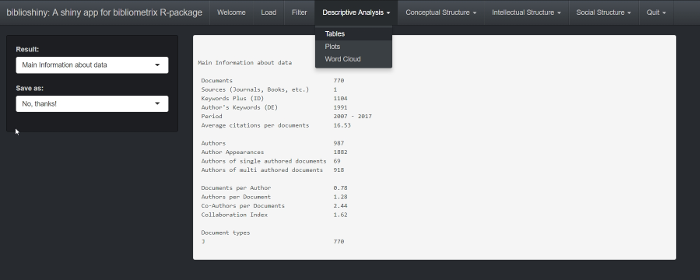 biblioshiny: A shiny app for bibliometrix R-package Welcome Load Filter Descriptive Analysis Conceptual Structure Intellectual Structure Social Structure Quit
Tables
Plots
Word Cloud
Result:
Main Information about data
Save as:
No, thanks!
Main Information about data
Documents 770
Sources (Journals, Books, etc.) 1
Keywords Plus (ID) 1104
Author's Keywords (DE) 1991
Period 2007 - 2017
Average citations per documents 16.53
Authors 987
Author Appearances 1882
Authors of single authored documents 69
Authors of multi authored documents 918
Documents per Author 0.78
Authors per Document 1.28
Co-Authors per Documents 2.44
Collaboration Index 1.62
Document types
J 770